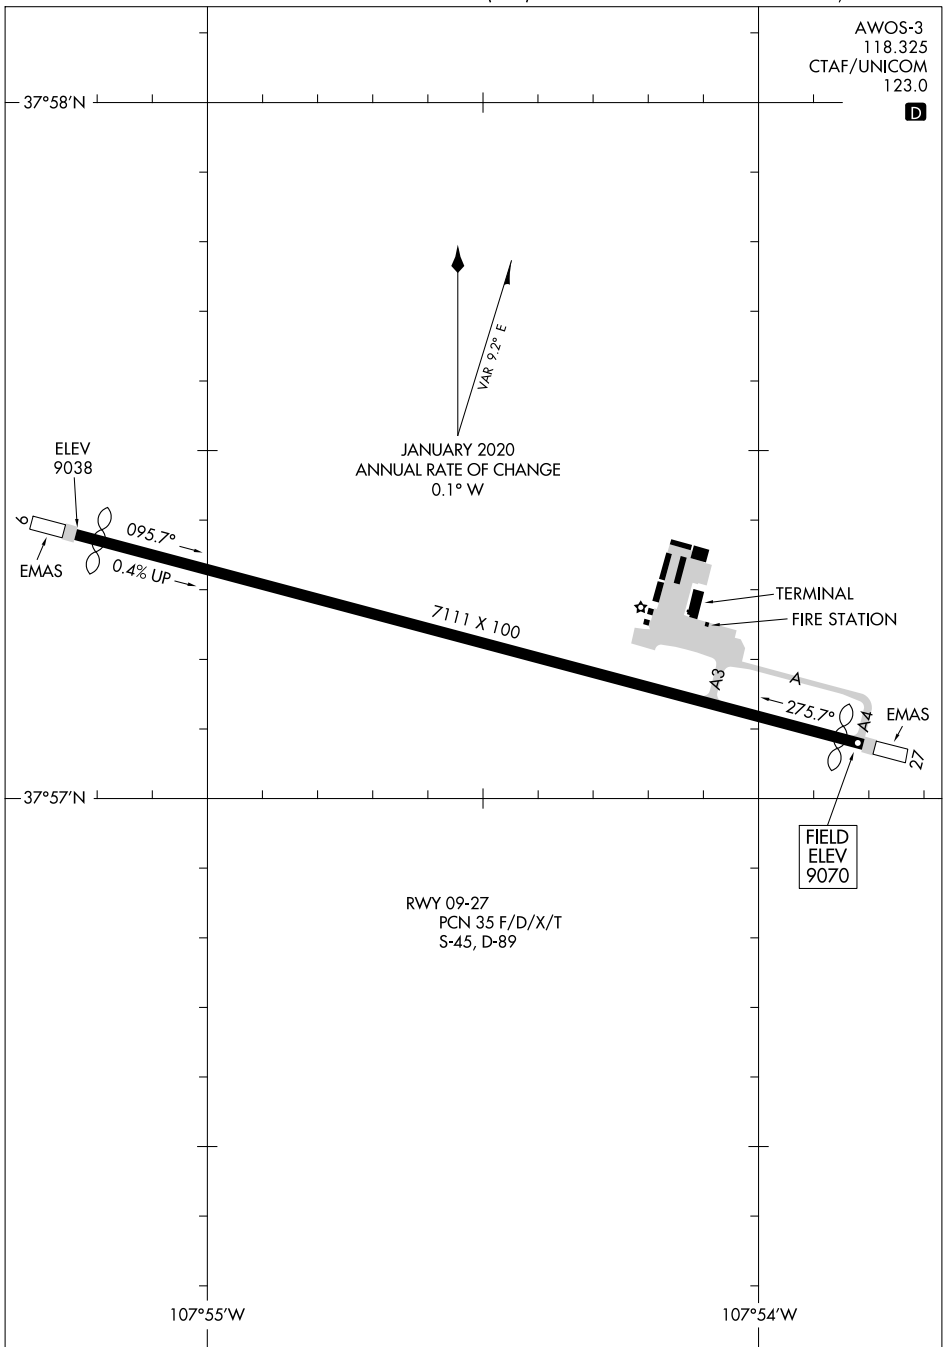 AWOS-3
118.325
CTAF/UNICOM
123.0
D
37°58'N
VAR 9.2° E
JANUARY 2020
ANNUAL RATE OF CHANGE
0.1° W
ELEV
9038
9
EMAS
095.7°
0.4% UP
7111 X 100
TERMINAL
FIRE STATION
A3
A
275.7°
A4
EMAS
27
37°57'N
FIELD
ELEV
9070
RWY 09-27
PCN 35 F/D/X/T
S-45, D-89
107°55'W
107°54'W